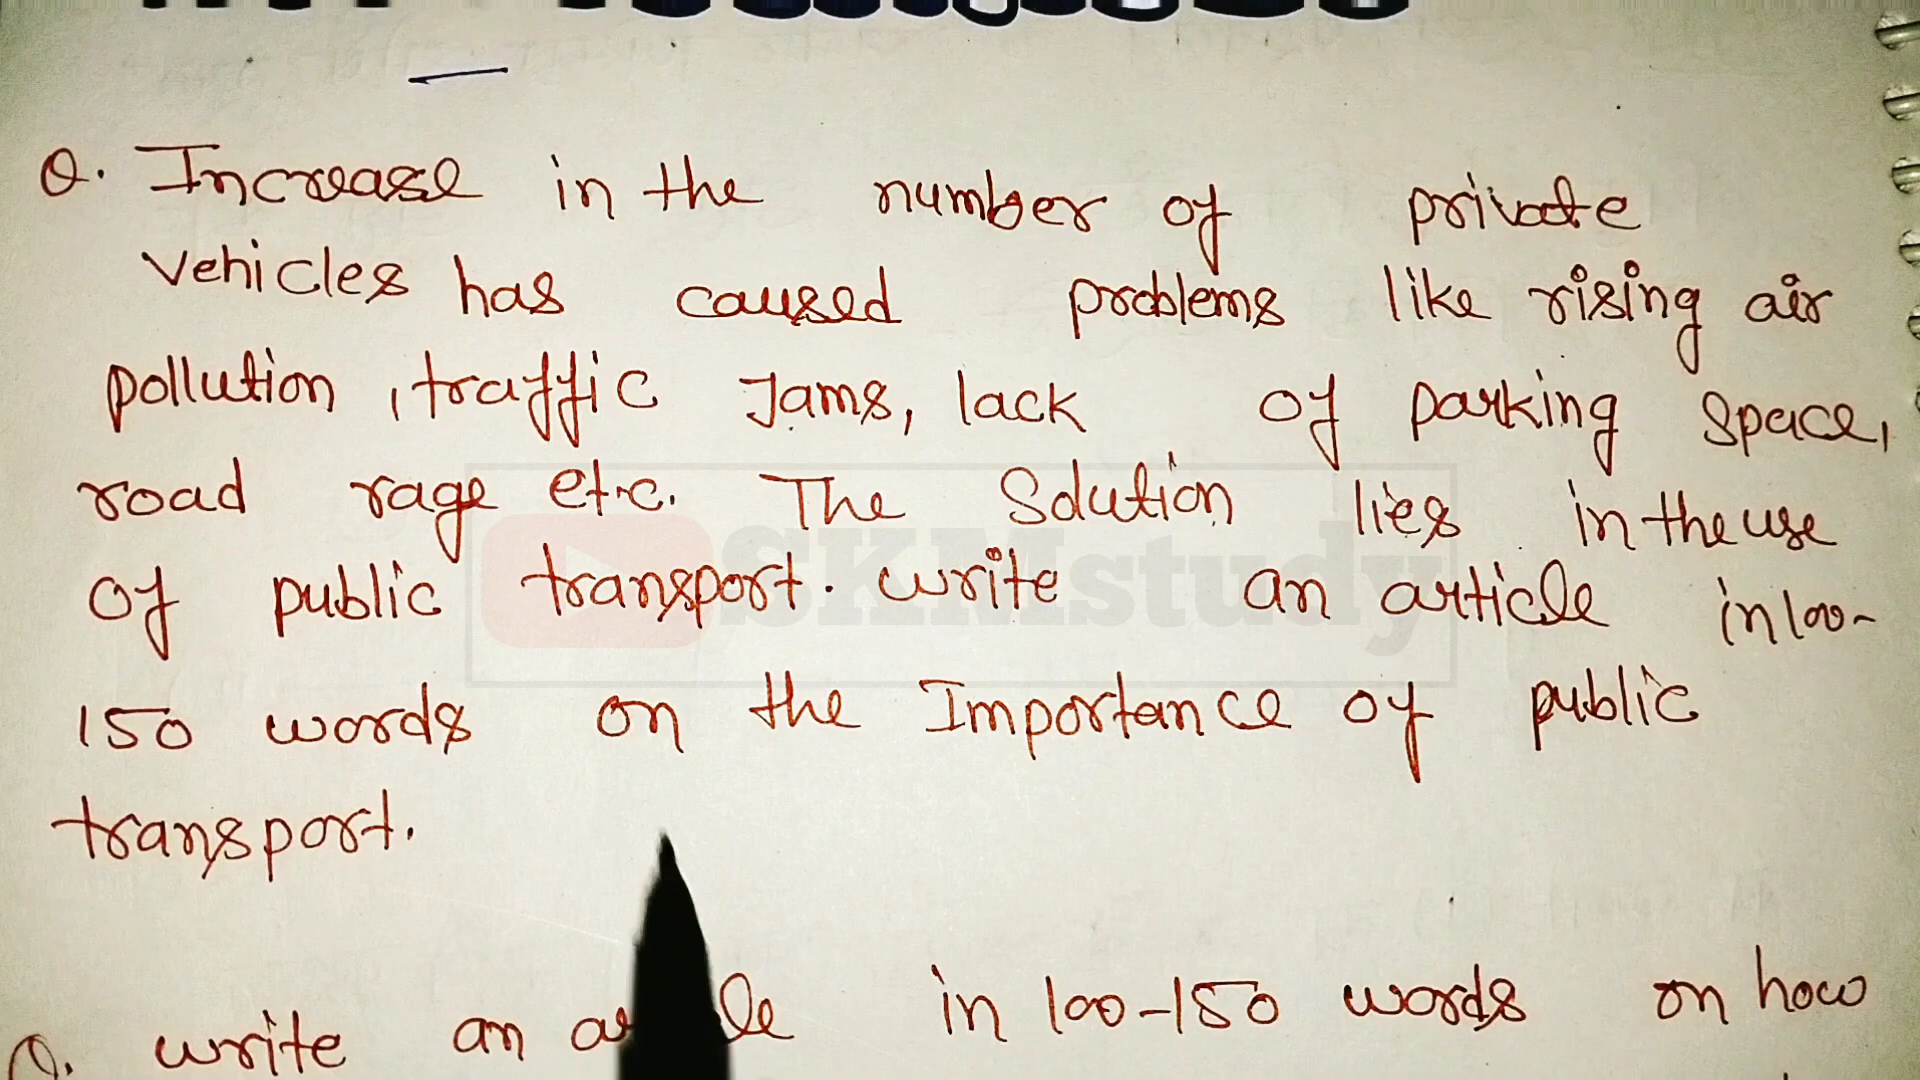 Q. Increase in the number of private
vehicles has caused problems like rising air
pollution, traffic Jams, lack of parking space,
road rage etc. The Solution lies in the use
of public transport. write an article in 100-
150 words on the Importance of public
transport.
SKMstudy
Q. write an in 100-150 words on how